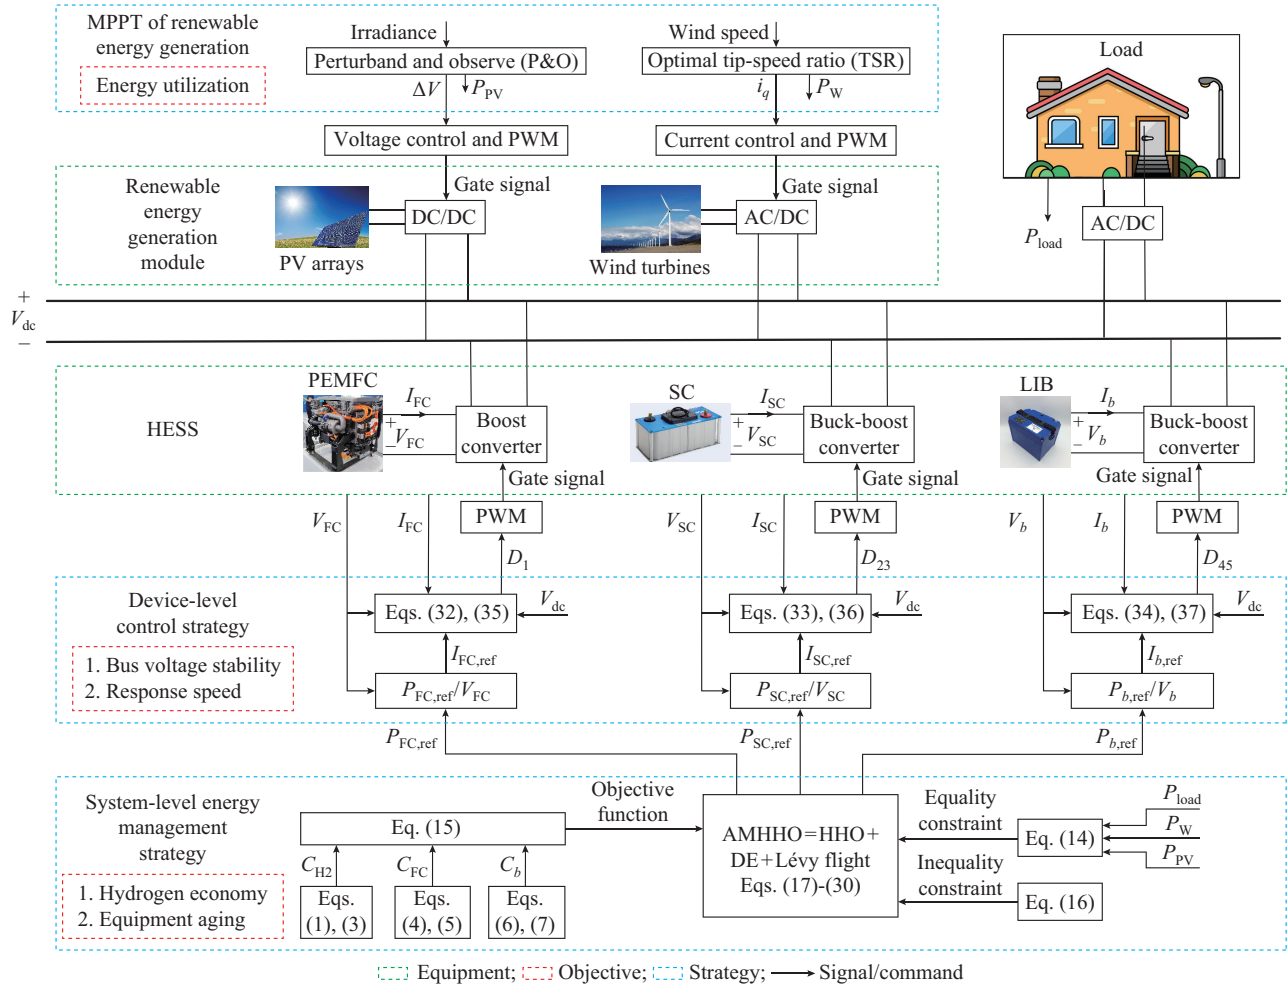 MPPT of renewable
energy generation
Energy utilization
Irradiance
Perturband and observe (P&O)
ΔV
P_PV
Voltage control and PWM
Gate signal
Wind speed
Optimal tip-speed ratio (TSR)
i_q
P_W
Current control and PWM
Gate signal
Load
Renewable
energy
generation
module
DC/DC
PV arrays
AC/DC
Wind turbines
P_load
AC/DC
+
V_dc
−
HESS
PEMFC
I_FC
+
V_FC
−
Boost
converter
Gate signal
SC
I_SC
+
V_SC
−
Buck-boost
converter
Gate signal
LIB
I_b
+
V_b
−
Buck-boost
converter
Gate signal
V_FC
I_FC
PWM
D_1
V_SC
I_SC
PWM
D_23
V_b
I_b
PWM
D_45
Device-level
control strategy
1. Bus voltage stability
2. Response speed
Eqs. (32), (35)
V_dc
I_FC,ref
P_FC,ref/V_FC
Eqs. (33), (36)
V_dc
I_SC,ref
P_SC,ref/V_SC
Eqs. (34), (37)
V_dc
I_b,ref
P_b,ref/V_b
P_FC,ref
P_SC,ref
P_b,ref
System-level energy
management
strategy
1. Hydrogen economy
2. Equipment aging
Eq. (15)
C_H2
C_FC
C_b
Eqs.
(1), (3)
Eqs.
(4), (5)
Eqs.
(6), (7)
Objective
function
AMHHO=HHO+
DE+Lévy flight
Eqs. (17)-(30)
Equality
constraint
Inequality
constraint
Eq. (14)
Eq. (16)
P_load
P_W
P_PV
Equipment; Objective; Strategy; Signal/command